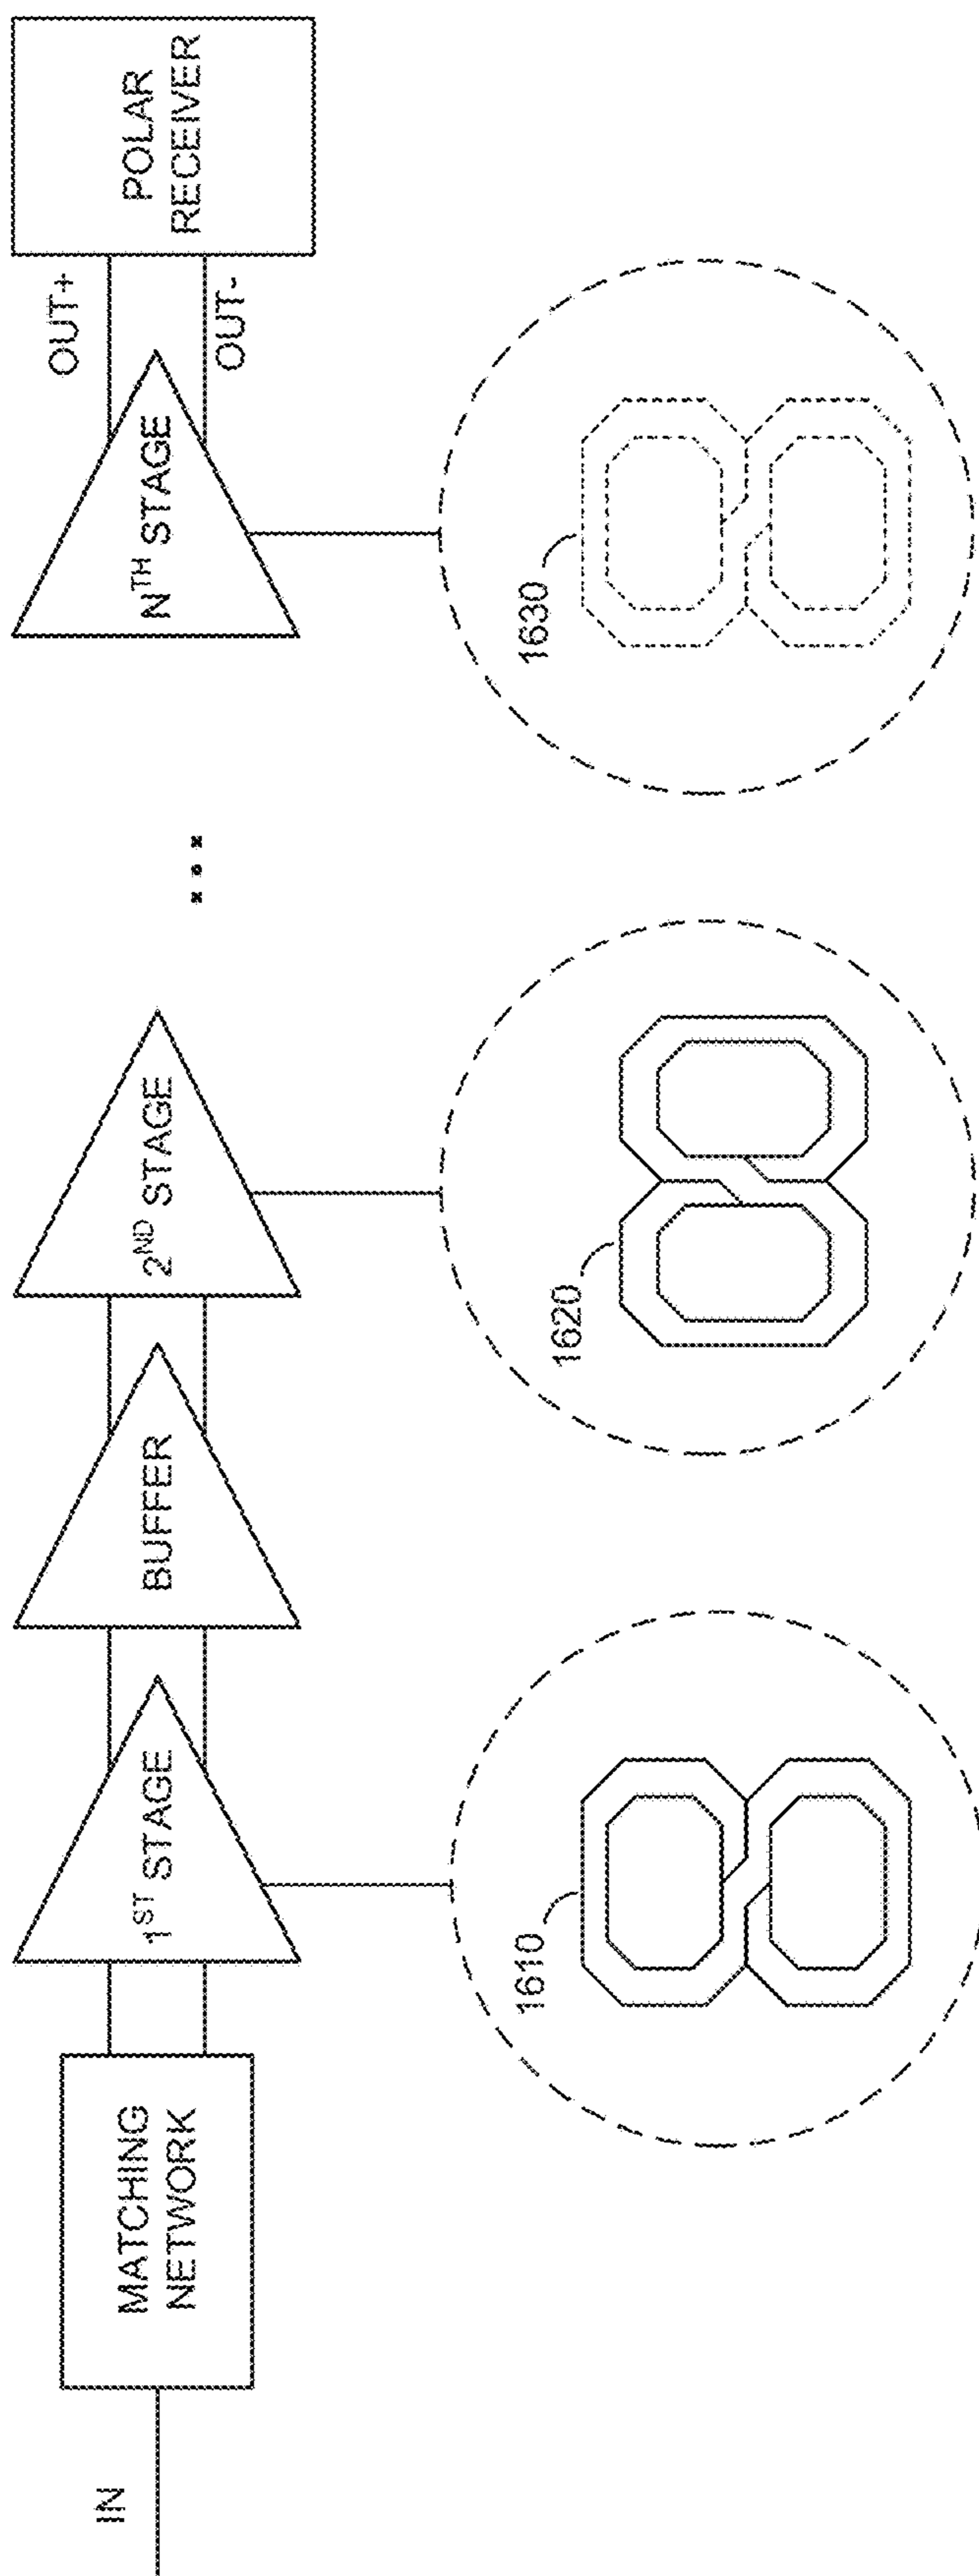 IN
MATCHING
NETWORK
1ST STAGE
BUFFER
2ND STAGE
...
NTH STAGE
OUT+
OUT-
POLAR
RECEIVER
1610
1620
1630